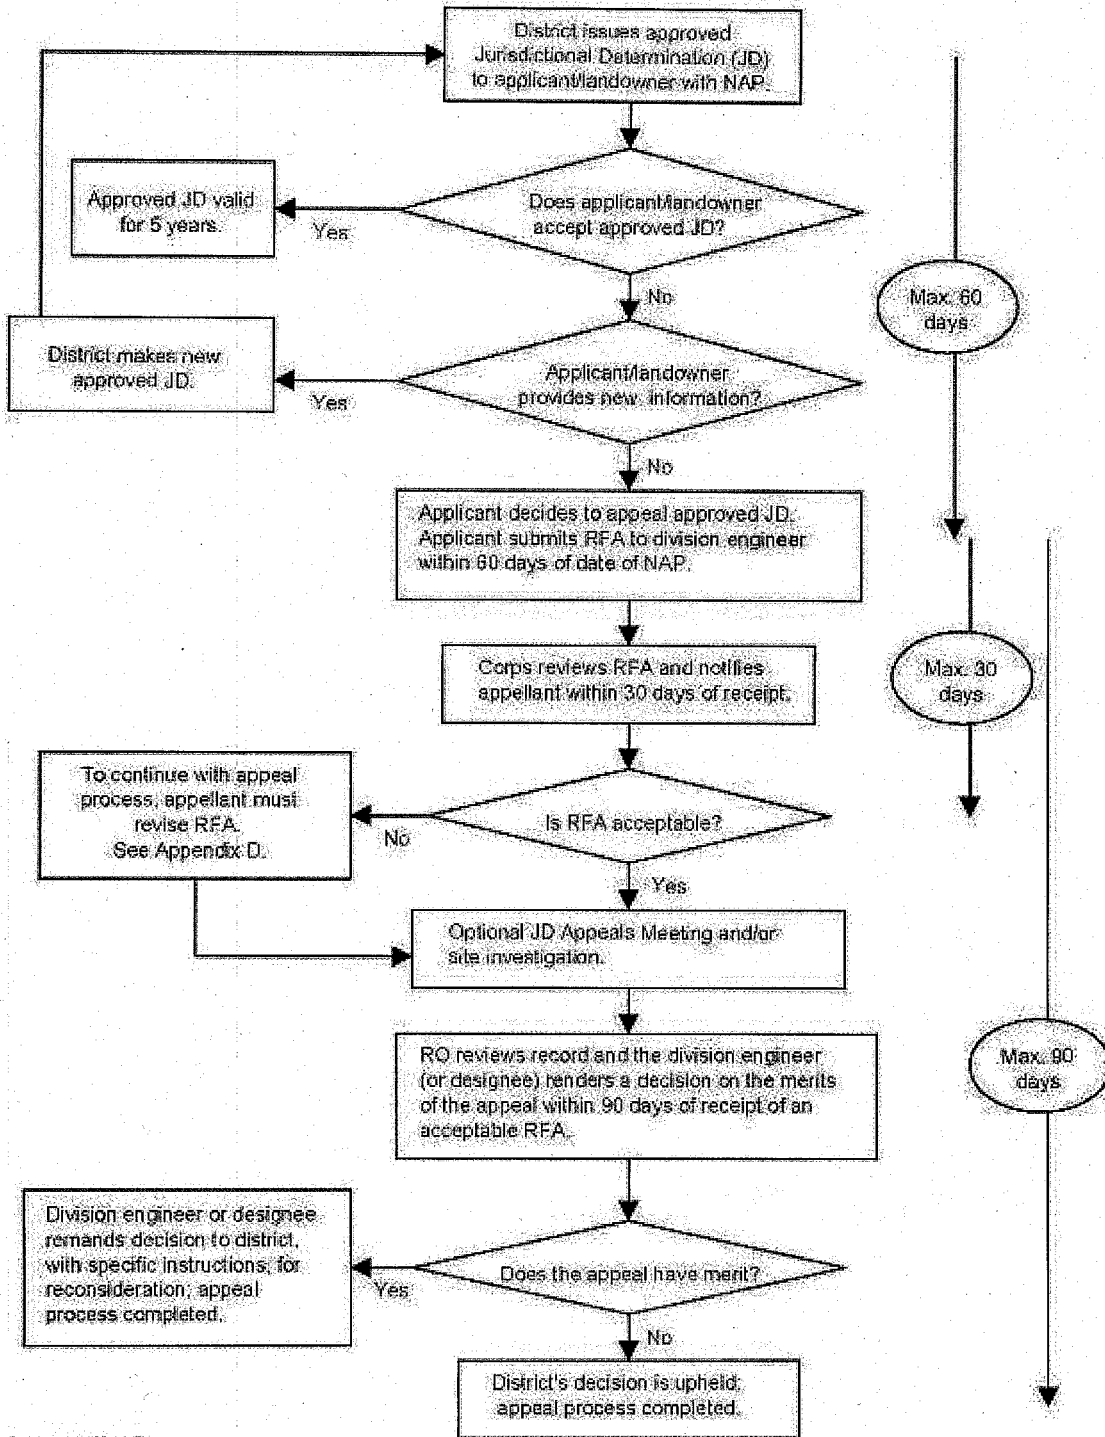 District issues approved
Jurisdictional Determination (JD)
to applicant/landowner with NAP.
Approved JD valid
for 5 years.
Yes
Does applicant/landowner
accept approved JD?
No
Max. 60
days
District makes new
approved JD.
Yes
Applicant/landowner
provides new information?
No
Applicant decides to appeal approved JD.
Applicant submits RFA to division engineer
within 60 days of date of NAP.
Corps reviews RFA and notifies
appellant within 30 days of receipt.
Max. 30
days
To continue with appeal
process, appellant must
revise RFA.
See Appendix D.
No
Is RFA acceptable?
Yes
Optional JD Appeals Meeting and/or
site investigation.
RO reviews record and the division engineer
(or designee) renders a decision on the merits
of the appeal within 90 days of receipt of an
acceptable RFA.
Max. 90
days
Division engineer or designee
remands decision to district,
with specific instructions, for
reconsideration; appeal
process completed.
Yes
Does the appeal have merit?
No
District's decision is upheld;
appeal process completed.